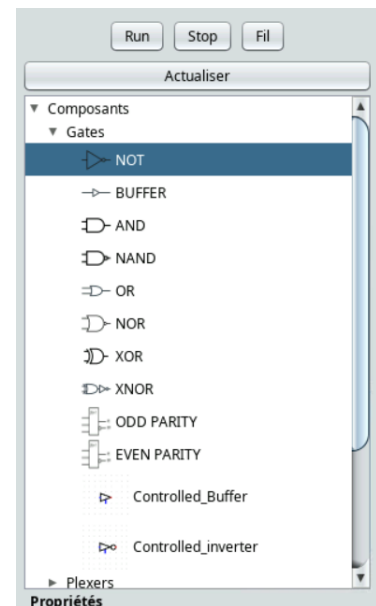 Run Stop Fil
Actualiser
Composants
Gates
NOT
BUFFER
AND
NAND
OR
NOR
XOR
XNOR
ODD PARITY
EVEN PARITY
Controlled_Buffer
Controlled_inverter
Plexers
Propriétés